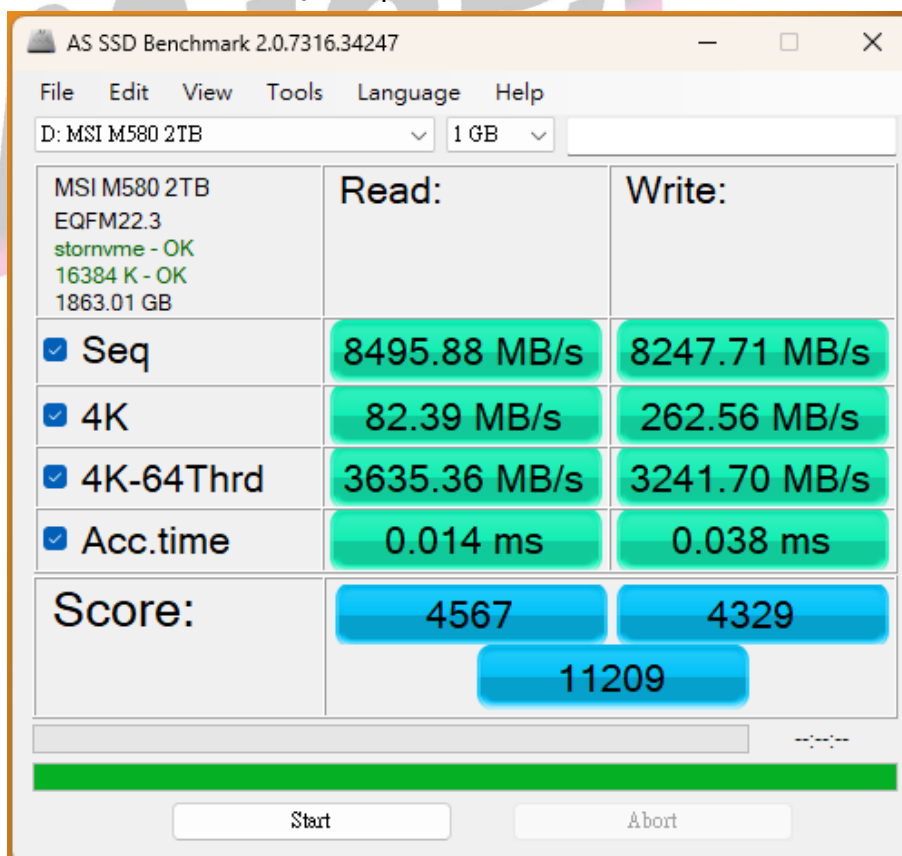 AS SSD Benchmark 2.0.7316.34247
File Edit View Tools Language Help
D: MSI M580 2TB 1 GB
MSI M580 2TB
EQFM22.3
stornvme - OK
16384 K - OK
1863.01 GB
Read: Write:
Seq 8495.88 MB/s 8247.71 MB/s
4K 82.39 MB/s 262.56 MB/s
4K-64Thrd 3635.36 MB/s 3241.70 MB/s
Acc.time 0.014 ms 0.038 ms
Score: 4567 4329
11209
--:--:--
Start Abort